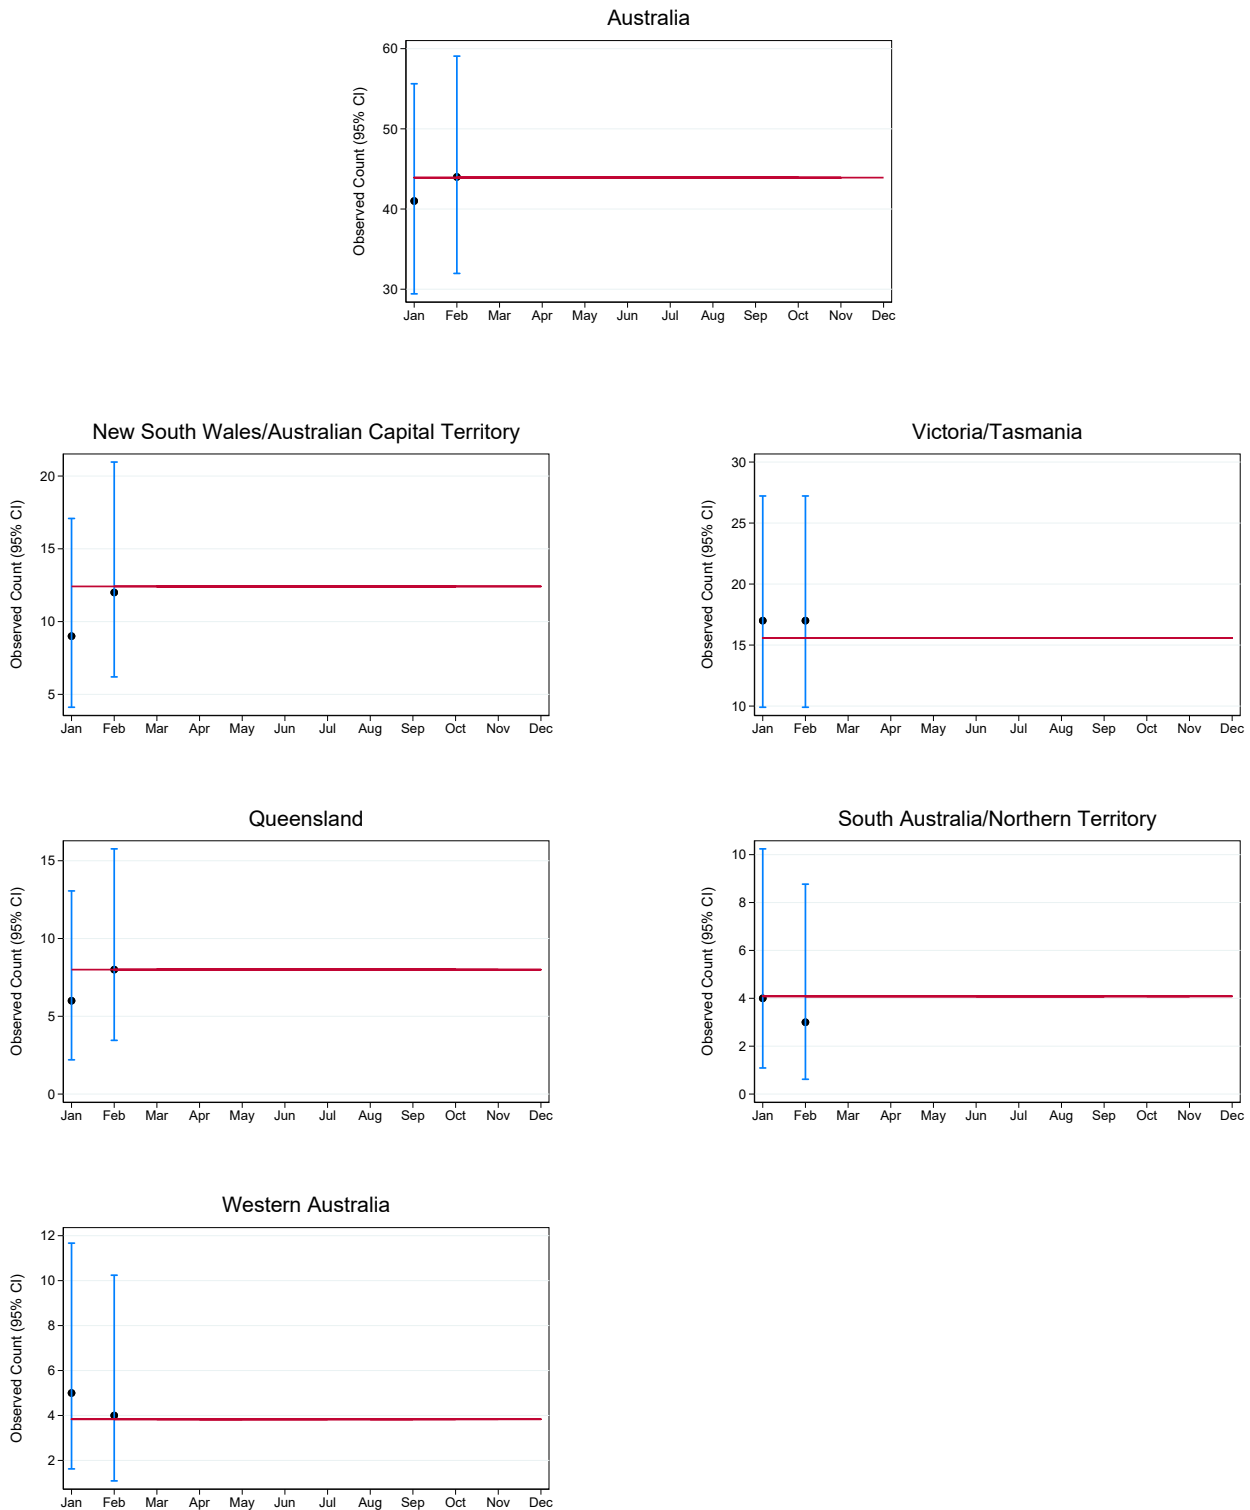 Australia
Observed Count (95% CI)
60
50
40
30
Jan Feb Mar Apr May Jun Jul Aug Sep Oct Nov Dec
New South Wales/Australian Capital Territory
Observed Count (95% CI)
20
15
10
5
Jan Feb Mar Apr May Jun Jul Aug Sep Oct Nov Dec
Victoria/Tasmania
Observed Count (95% CI)
30
25
20
15
10
Jan Feb Mar Apr May Jun Jul Aug Sep Oct Nov Dec
Queensland
Observed Count (95% CI)
15
10
5
0
Jan Feb Mar Apr May Jun Jul Aug Sep Oct Nov Dec
South Australia/Northern Territory
Observed Count (95% CI)
10
8
6
4
2
0
Jan Feb Mar Apr May Jun Jul Aug Sep Oct Nov Dec
Western Australia
Observed Count (95% CI)
12
10
8
6
4
2
Jan Feb Mar Apr May Jun Jul Aug Sep Oct Nov Dec